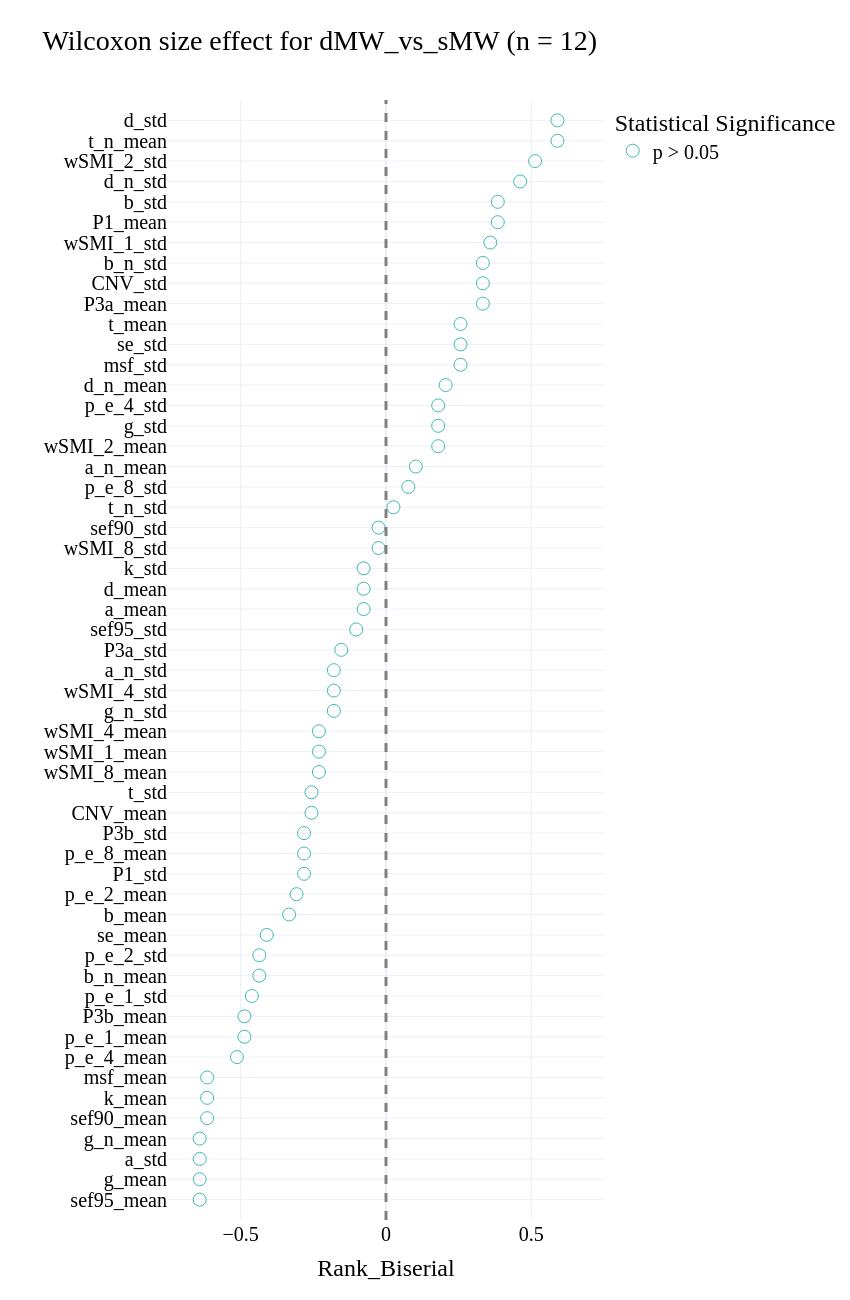 Wilcoxon size effect for dMW_vs_sMW (n = 12)
Statistical Significance
p > 0.05
d_std
t_n_mean
wSMI_2_std
d_n_std
b_std
P1_mean
wSMI_1_std
b_n_std
CNV_std
P3a_mean
t_mean
se_std
msf_std
d_n_mean
p_e_4_std
g_std
wSMI_2_mean
a_n_mean
p_e_8_std
t_n_std
sef90_std
wSMI_8_std
k_std
d_mean
a_mean
sef95_std
P3a_std
a_n_std
wSMI_4_std
g_n_std
wSMI_4_mean
wSMI_1_mean
wSMI_8_mean
t_std
CNV_mean
P3b_std
p_e_8_mean
P1_std
p_e_2_mean
b_mean
se_mean
p_e_2_std
b_n_mean
p_e_1_std
P3b_mean
p_e_1_mean
p_e_4_mean
msf_mean
k_mean
sef90_mean
g_n_mean
a_std
g_mean
sef95_mean
−0.5 0 0.5
Rank_Biserial